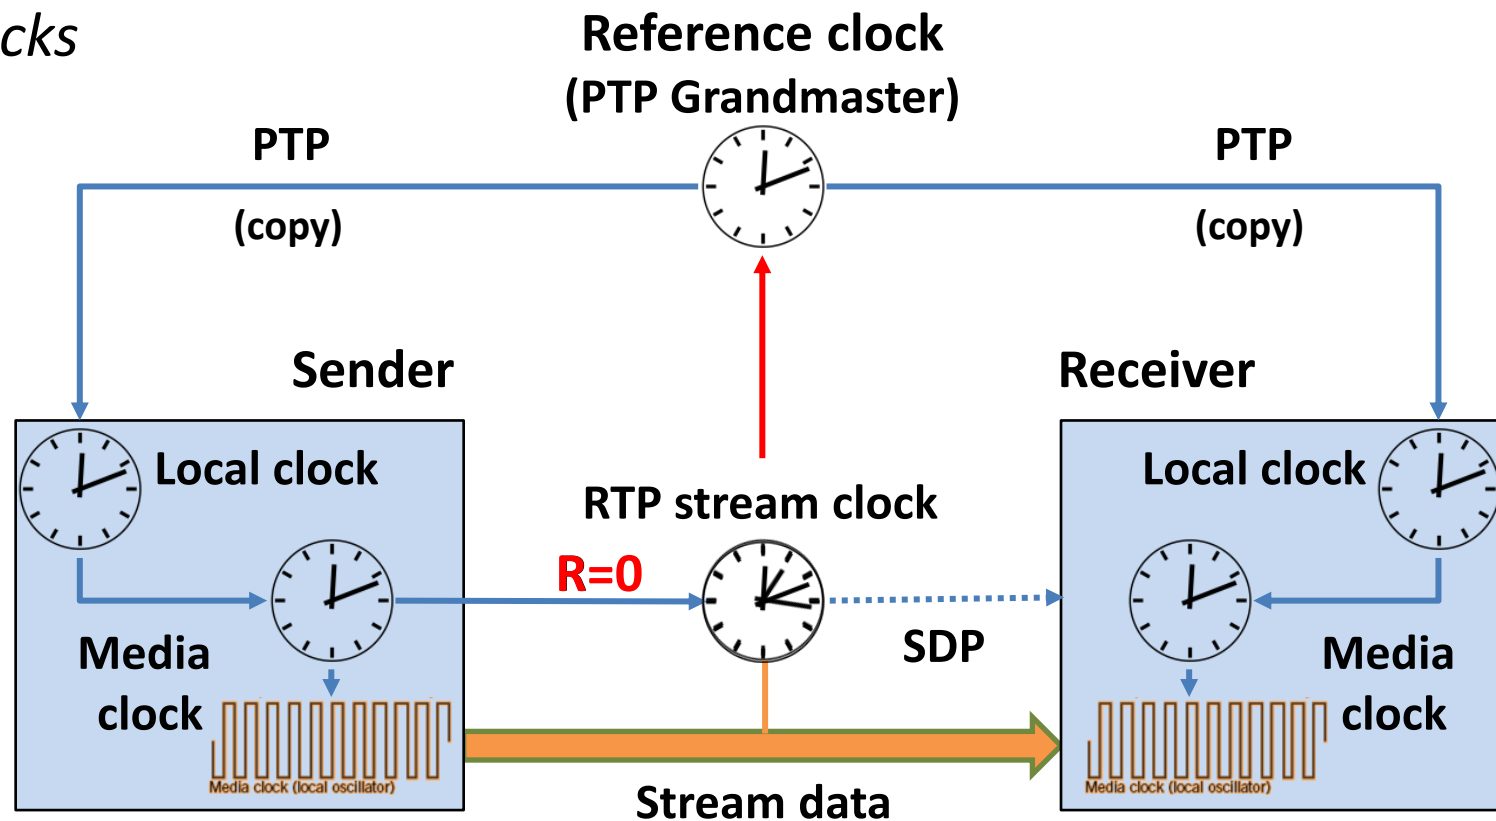 cks
Reference clock
(PTP Grandmaster)
PTP
(copy)
PTP
(copy)
Sender
Receiver
Local clock
Local clock
RTP stream clock
R=0
SDP
Media
clock
Media
clock
Media clock (local oscillator)
Media clock (local oscillator)
Stream data